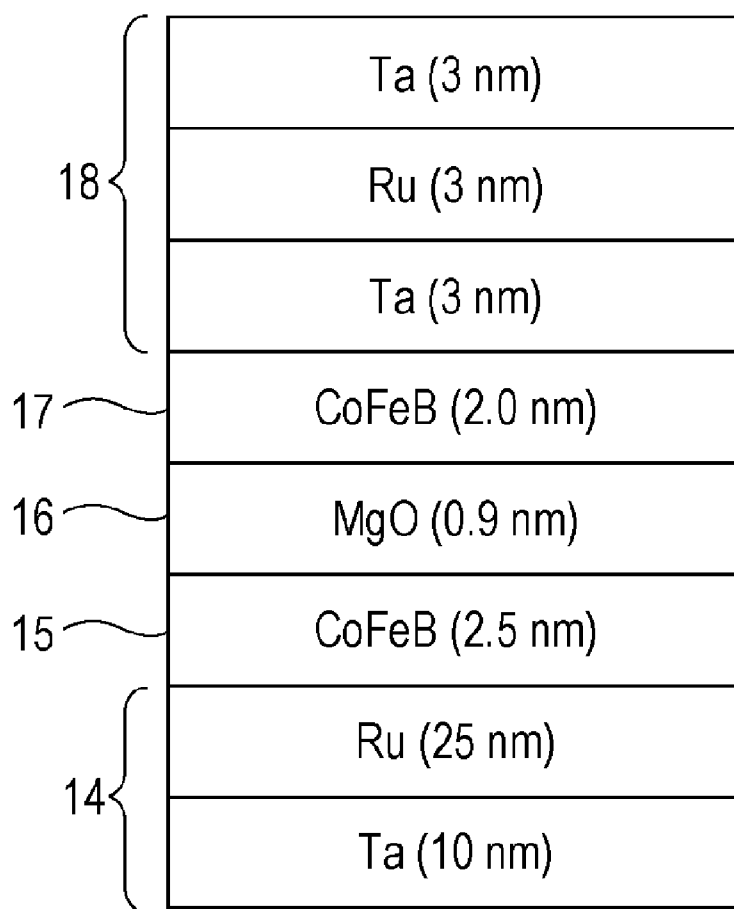 Ta (3 nm)
18
Ru (3 nm)
Ta (3 nm)
17
CoFeB (2.0 nm)
16
MgO (0.9 nm)
15
CoFeB (2.5 nm)
Ru (25 nm)
14
Ta (10 nm)